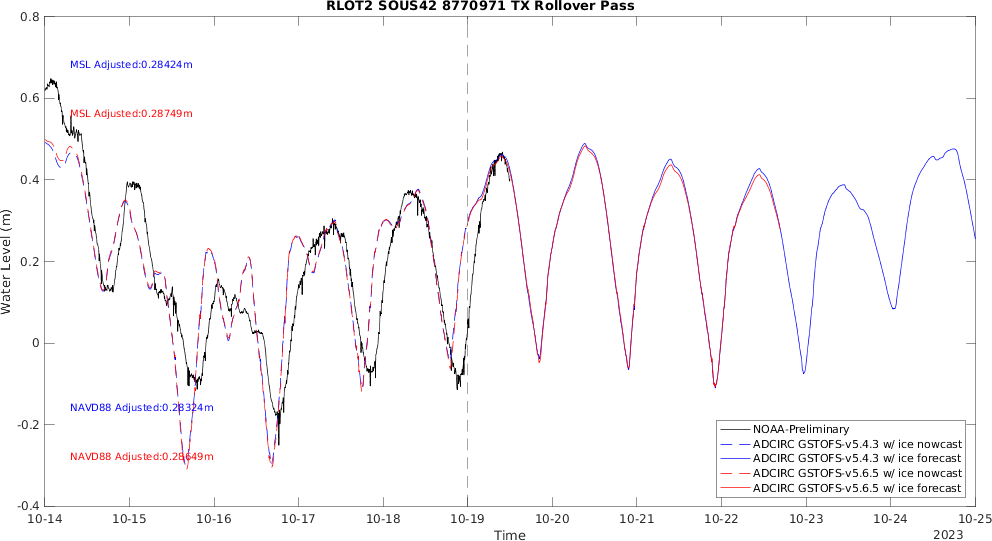 RLOT2 SOUS42 8770971 TX Rollover Pass
0.8
0.6
0.4
0.2
0
-0.2
-0.4
Water Level (m)
MSL Adjusted:0.28424m
MSL Adjusted:0.28749m
NAVD88 Adjusted:0.28324m
NAVD88 Adjusted:0.28649m
NOAA-Preliminary
ADCIRC GSTOFS-v5.4.3 w/ ice nowcast
ADCIRC GSTOFS-v5.4.3 w/ ice forecast
ADCIRC GSTOFS-v5.6.5 w/ ice nowcast
ADCIRC GSTOFS-v5.6.5 w/ ice forecast
10-14 10-15 10-16 10-17 10-18 10-19 10-20 10-21 10-22 10-23 10-24 10-25
Time
2023